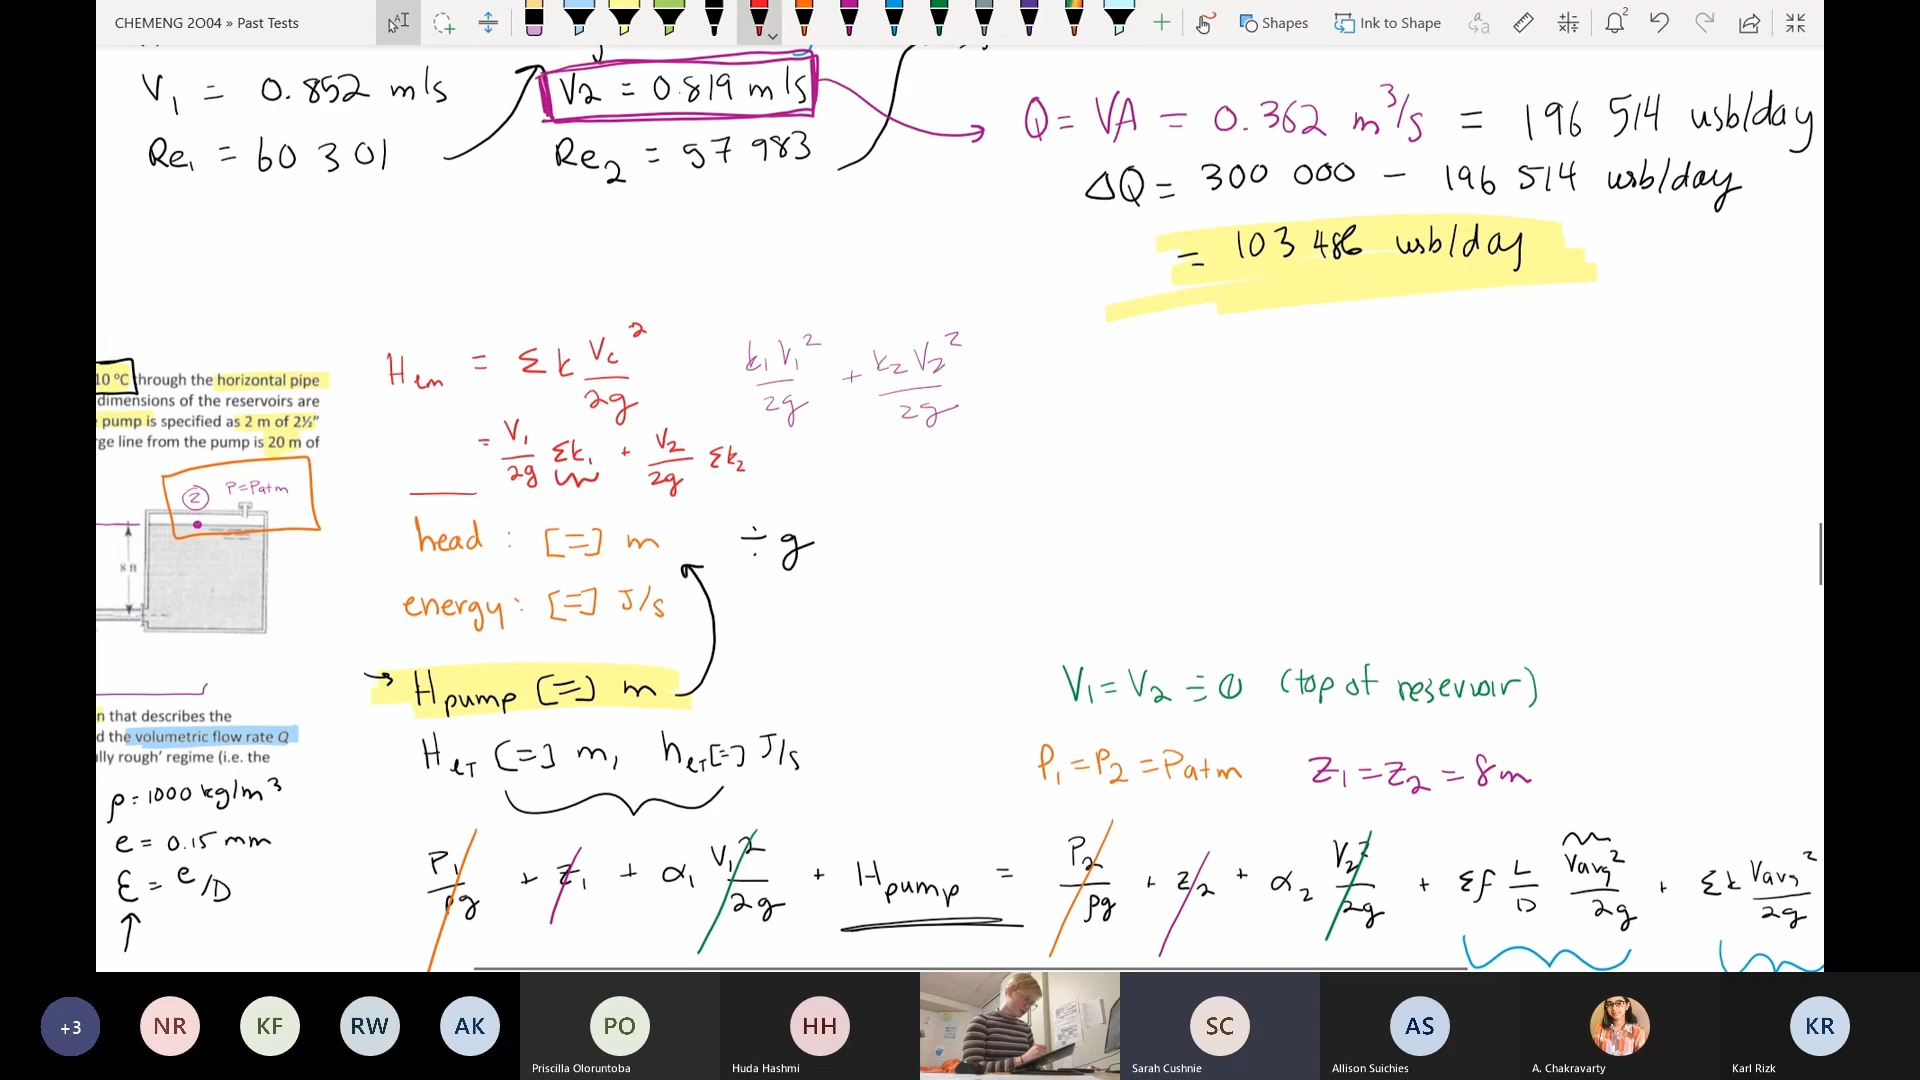 CHEMENG 2O04 » Past Tests
Shapes
Ink to Shape
2
V₁ = 0.852 m/s
Re₁ = 60 301
V2 = 0.819 m/s
Re₂ = 57 983
Q = VA = 0.362 m³/s = 196 514 usb/day
ΔQ = 300 000 - 196 514 usb/day
= 103 486 usb/day
10 °C through the horizontal pipe
dimensions of the reservoirs are
pump is specified as 2 m of 2½”
ge line from the pump is 20 m of
② P=Patm
8 ft
n that describes the
d the volumetric flow rate Q
lly rough’ regime (i.e. the
ρ = 1000 kg/m³
e = 0.15 mm
Ɛ = e/D
↑
Hem = Σk Vc²/2g
k₁V₁²/2g + k₂V₂²/2g
= V₁/2g Σk₁ + V₂/2g Σk₂
head : [=] m ÷ g
energy : [=] J/s
→ Hpump [=] m
HeT [=] m, heT [=] J/s
V₁ = V₂ ≐ 0 (top of reservoir)
P₁ = P₂ = Patm Z₁ = Z₂ = 8m
P₁/ρg + Z₁ + α₁ V₁²/2g + Hpump = P₂/ρg + Z₂ + α₂ V₂²/2g + Σf L/D Vavg²/2g + Σk Vavg²/2g
+3
NR
KF
RW
AK
PO
Priscilla Oloruntoba
HH
Huda Hashmi
SC
Sarah Cushnie
AS
Allison Suichies
A. Chakravarty
KR
Karl Rizk